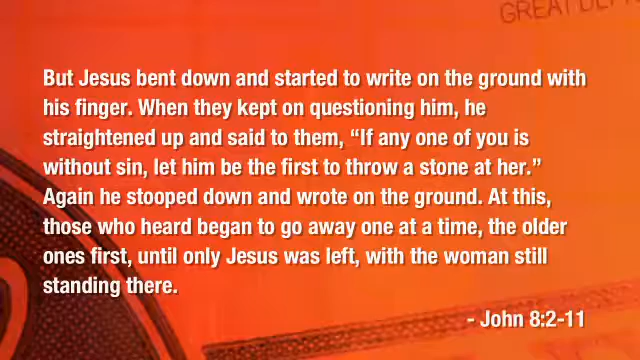 GREAT DE
But Jesus bent down and started to write on the ground with
his finger. When they kept on questioning him, he
straightened up and said to them, “If any one of you is
without sin, let him be the first to throw a stone at her.”
Again he stooped down and wrote on the ground. At this,
those who heard began to go away one at a time, the older
ones first, until only Jesus was left, with the woman still
standing there.
- John 8:2-11